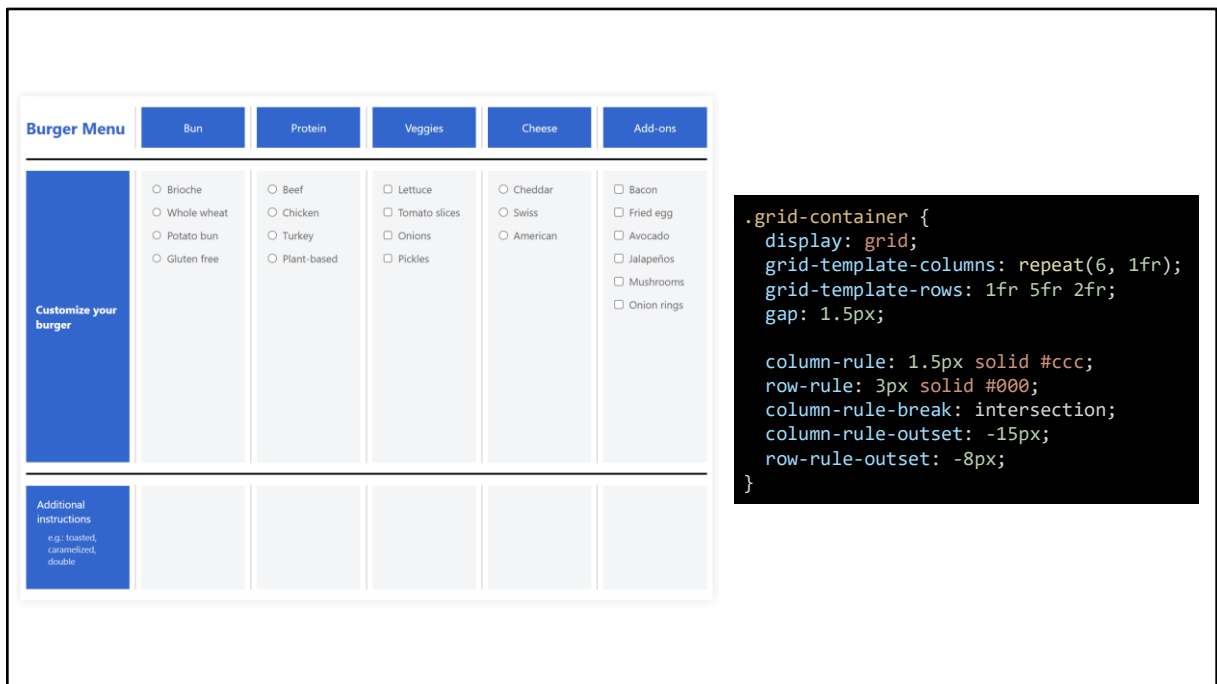 Burger Menu
Bun
Protein
Veggies
Cheese
Add-ons
Customize your
burger
Brioche
Whole wheat
Potato bun
Gluten free
Beef
Chicken
Turkey
Plant-based
Lettuce
Tomato slices
Onions
Pickles
Cheddar
Swiss
American
Bacon
Fried egg
Avocado
Jalapeños
Mushrooms
Onion rings
Additional
instructions
e.g.: toasted,
caramelized,
double
.grid-container {
  display: grid;
  grid-template-columns: repeat(6, 1fr);
  grid-template-rows: 1fr 5fr 2fr;
  gap: 1.5px;

  column-rule: 1.5px solid #ccc;
  row-rule: 3px solid #000;
  column-rule-break: intersection;
  column-rule-outset: -15px;
  row-rule-outset: -8px;
}